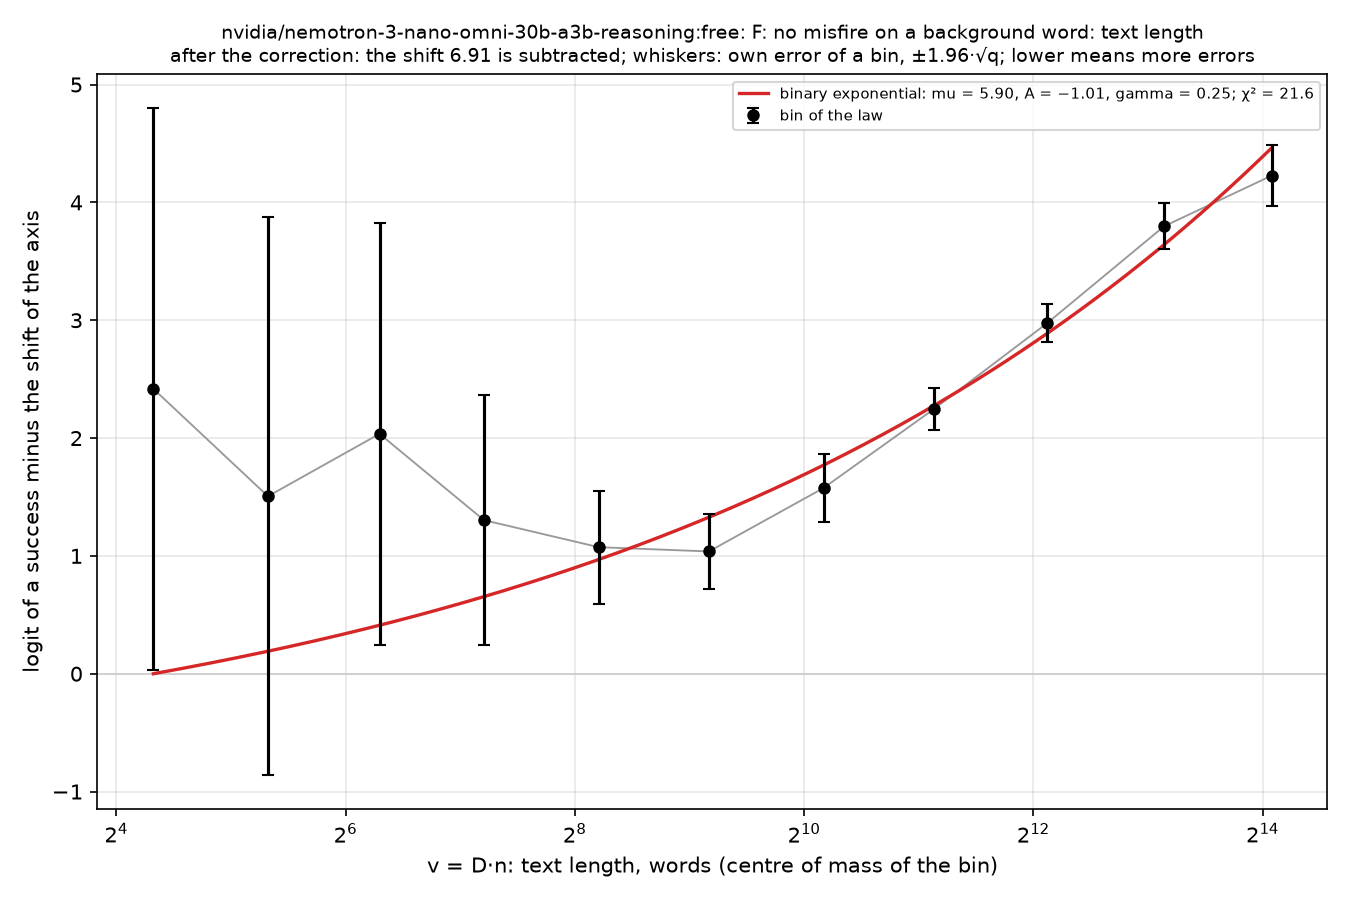 nvidia/nemotron-3-nano-omni-30b-a3b-reasoning:free: F: no misfire on a background word: text length
after the correction: the shift 6.91 is subtracted; whiskers: own error of a bin, ±1.96·√q; lower means more errors
binary exponential: mu = 5.90, A = −1.01, gamma = 0.25; χ² = 21.6
bin of the law
logit of a success minus the shift of the axis
5
4
3
2
1
0
−1
2⁴
2⁶
2⁸
2¹⁰
2¹²
2¹⁴
v = D·n: text length, words (centre of mass of the bin)